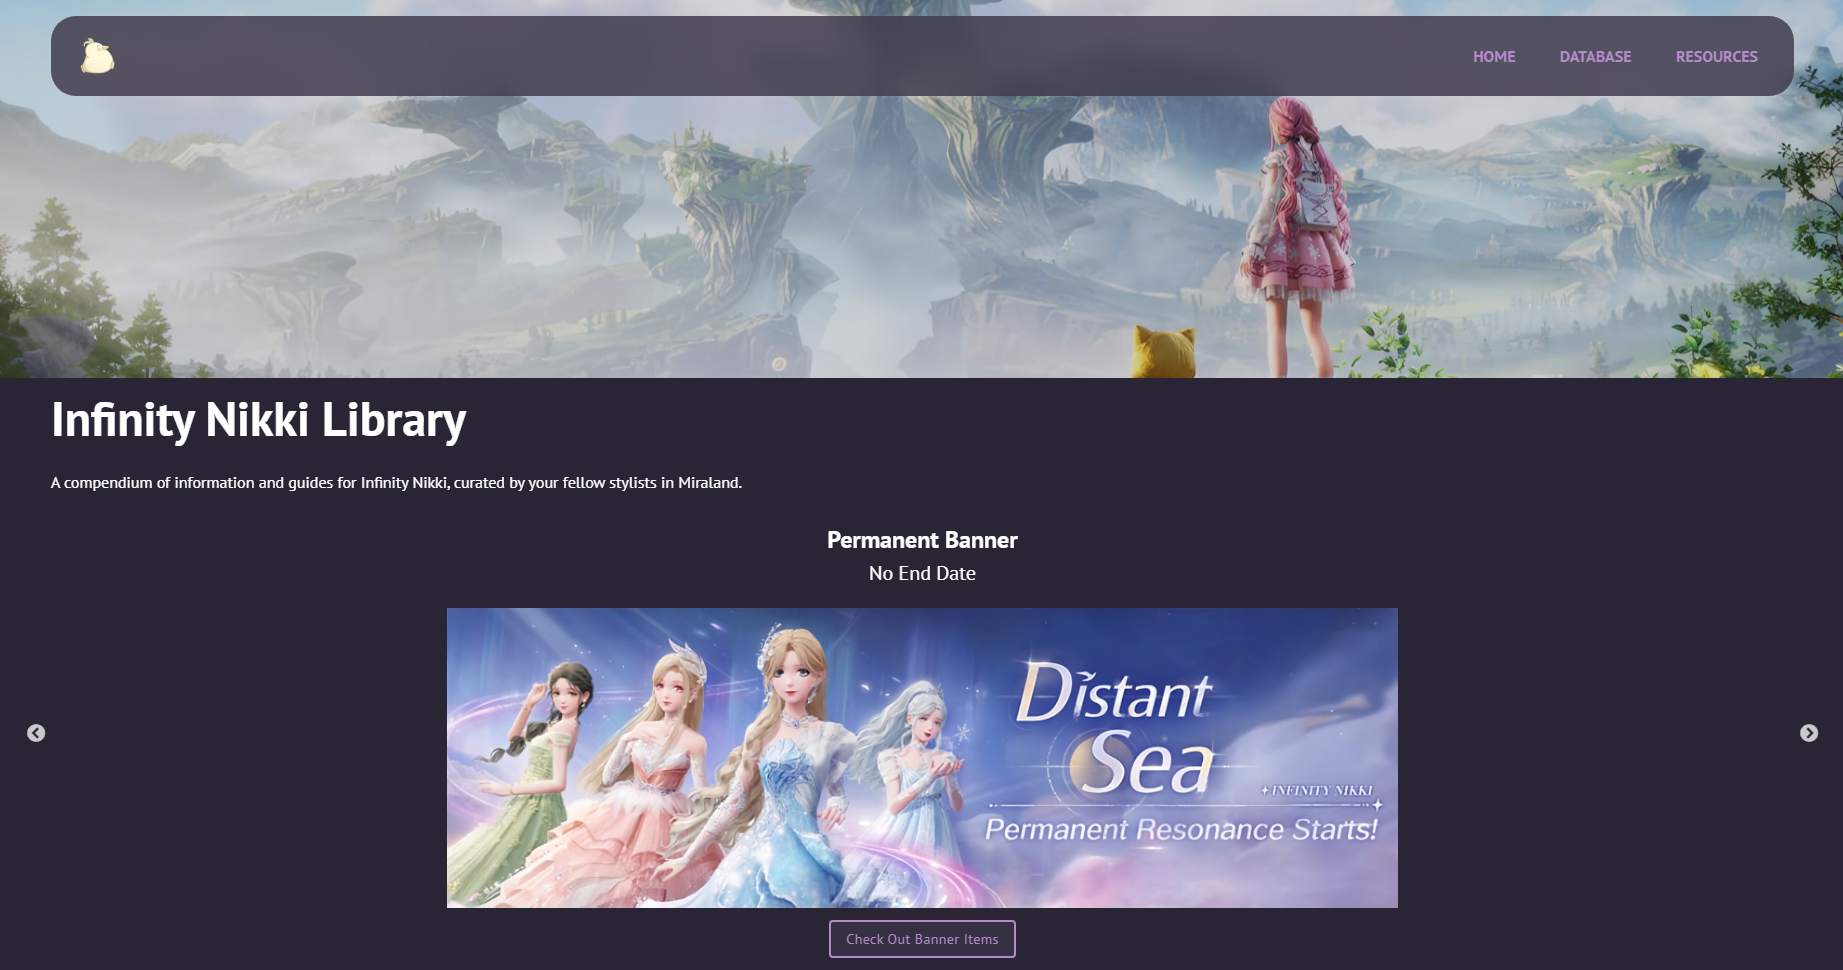 HOME DATABASE RESOURCES
Infinity Nikki Library
A compendium of information and guides for Infinity Nikki, curated by your fellow stylists in Miraland.
Permanent Banner
No End Date
Distant
Sea
INFINITY NIKKI
Permanent Resonance Starts!
Check Out Banner Items